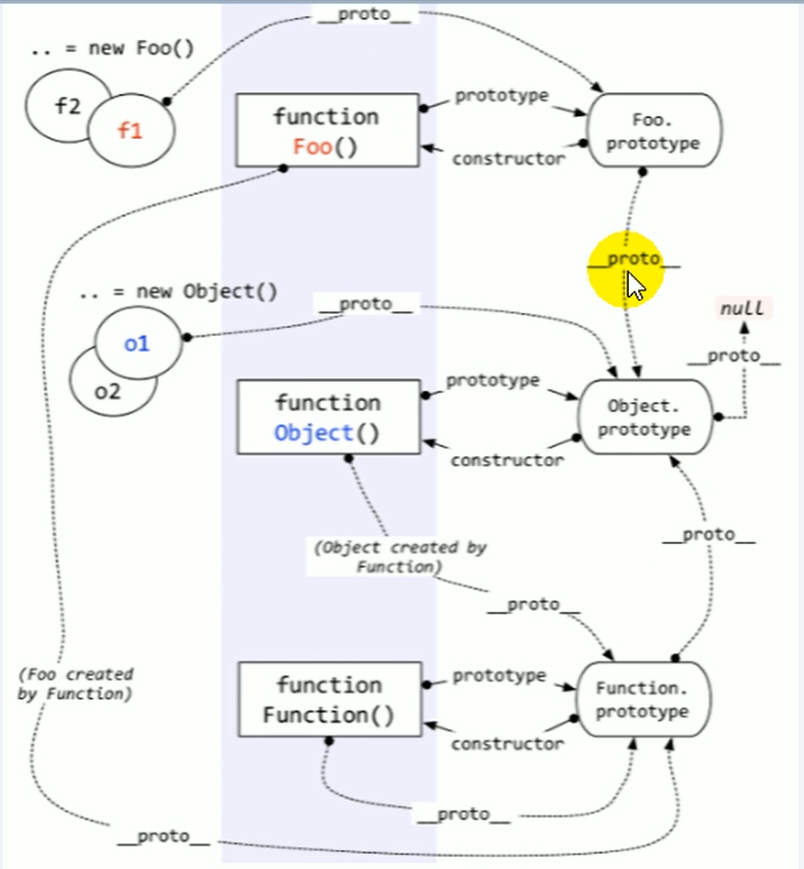 __proto__
.. = new Foo()
f2
f1
function
Foo()
prototype
constructor
Foo.
prototype
__proto__
.. = new Object()
o1
o2
__proto__
null
__proto__
function
Object()
prototype
constructor
Object.
prototype
(Object created by
Function)
__proto__
__proto__
(Foo created
by Function)
function
Function()
prototype
constructor
Function.
prototype
__proto__
__proto__